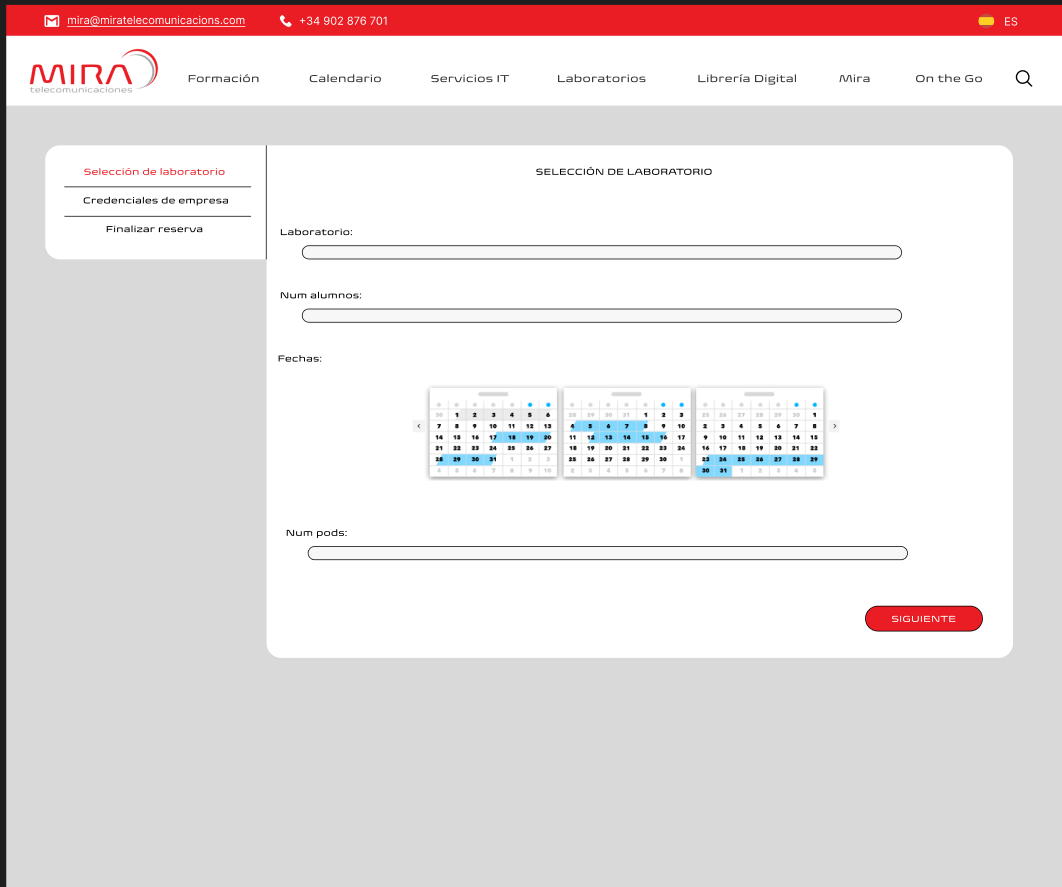 mira@miratelecomunicacions.com +34 902 876 701 ES
MIRA
telecomunicaciones
Formación Calendario Servicios IT Laboratorios Librería Digital Mira On the Go
Selección de laboratorio
Credenciales de empresa
Finalizar reserva
SELECCIÓN DE LABORATORIO
Laboratorio:
Num alumnos:
Fechas:
30 1 2 3 4 5 6 28 29 30 31 1 2 3 25 26 27 28 29 30 1
7 8 9 10 11 12 13 4 5 6 7 8 9 10 2 3 4 5 6 7 8
14 15 16 17 18 19 20 11 12 13 14 15 16 17 9 10 11 12 13 14 15
21 22 23 24 25 26 27 18 19 20 21 22 23 24 16 17 18 19 20 21 22
28 29 30 31 1 2 3 25 26 27 28 29 30 1 23 24 25 26 27 28 29
4 5 6 7 8 9 10 2 3 4 5 6 7 8 30 31 1 2 3 4 5
Num pods:
SIGUIENTE